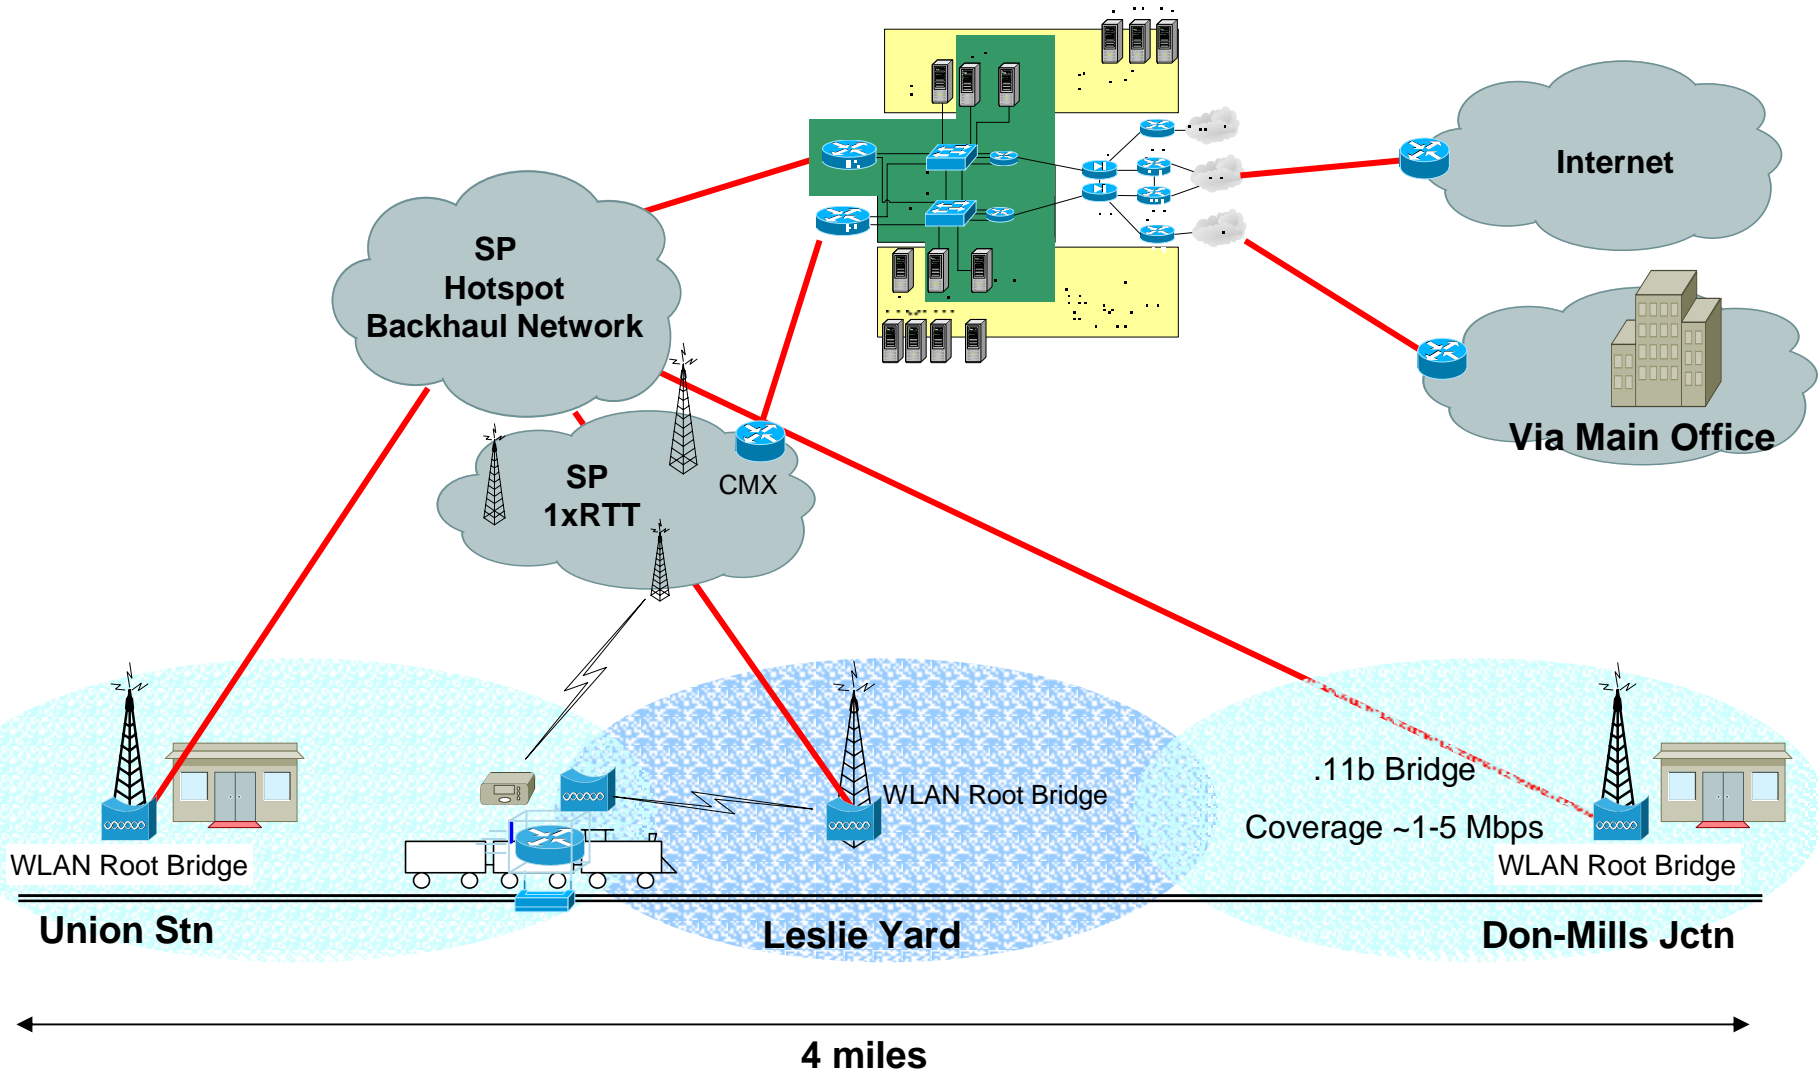 SP
Hotspot
Backhaul Network
Internet
Via Main Office
SP
1xRTT
CMX
.11b Bridge
Coverage ~1-5 Mbps
WLAN Root Bridge
WLAN Root Bridge
WLAN Root Bridge
Union Stn
Leslie Yard
Don-Mills Jctn
4 miles